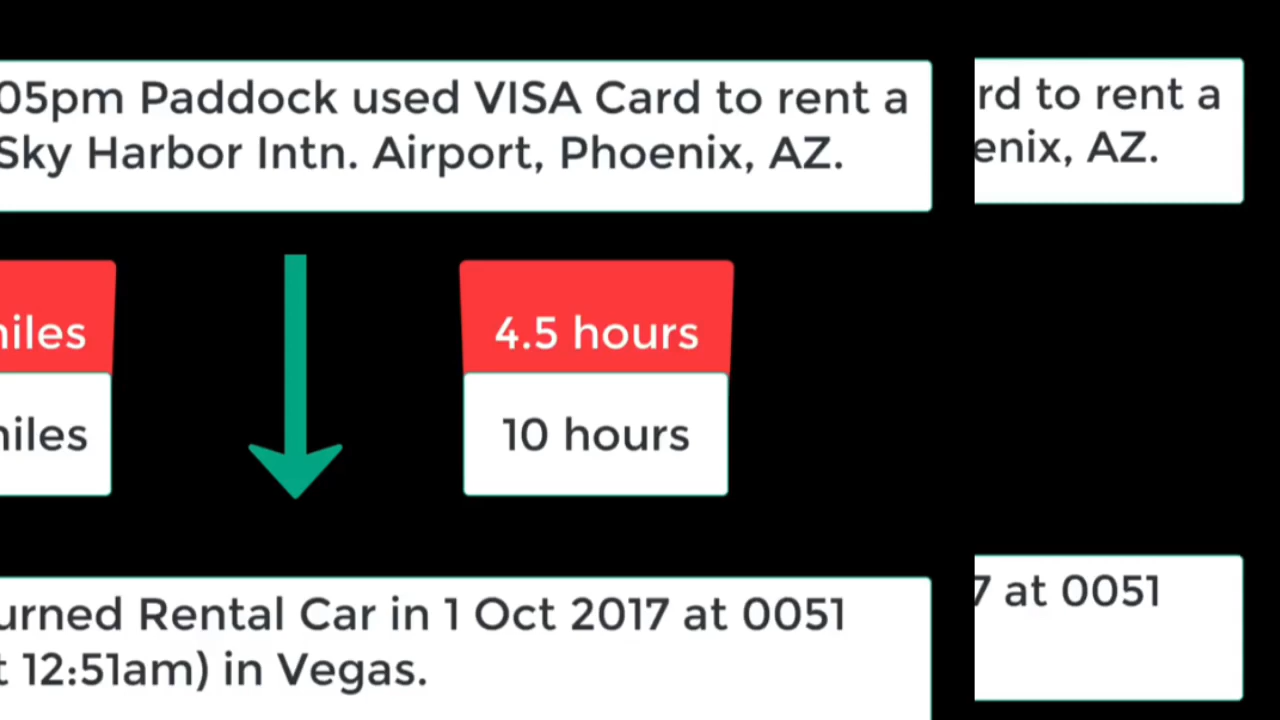 05pm Paddock used VISA Card to rent a
Sky Harbor Intn. Airport, Phoenix, AZ.
rd to rent a
enix, AZ.
miles
4.5 hours
miles
10 hours
urned Rental Car in 1 Oct 2017 at 0051
t 12:51am) in Vegas.
7 at 0051